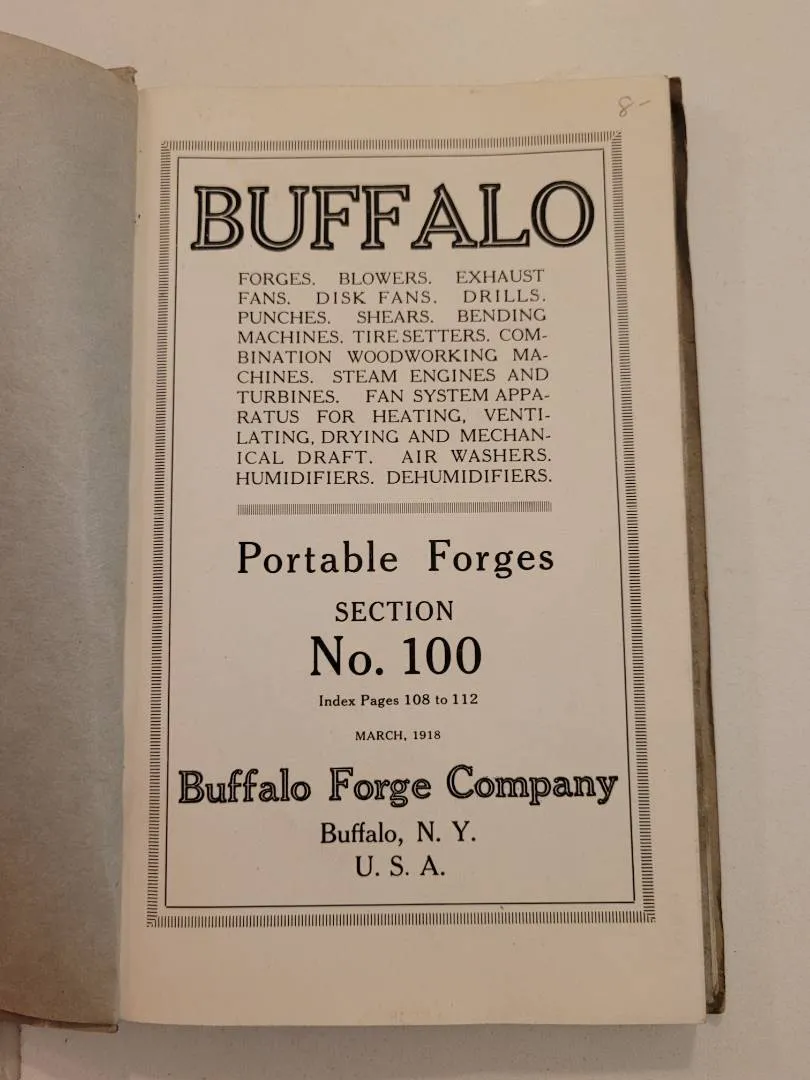 8-
BUFFALO
FORGES. BLOWERS. EXHAUST
FANS. DISK FANS. DRILLS.
PUNCHES. SHEARS. BENDING
MACHINES. TIRE SETTERS. COM-
BINATION WOODWORKING MA-
CHINES. STEAM ENGINES AND
TURBINES. FAN SYSTEM APPA-
RATUS FOR HEATING, VENTI-
LATING, DRYING AND MECHAN-
ICAL DRAFT. AIR WASHERS.
HUMIDIFIERS. DEHUMIDIFIERS.
Portable Forges
SECTION
No. 100
Index Pages 108 to 112
MARCH, 1918
Buffalo Forge Company
Buffalo, N. Y.
U. S. A.